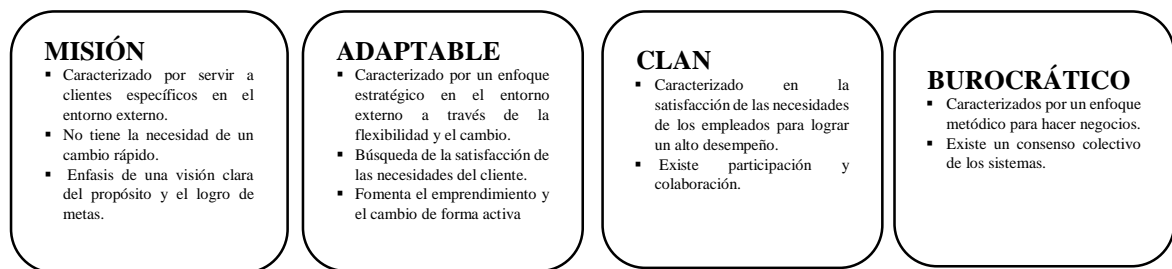 MISIÓN
▪ Caracterizado por servir a
clientes específicos en el
entorno externo.
▪ No tiene la necesidad de un
cambio rápido.
▪ Enfasis de una visión clara
del propósito y el logro de
metas.
ADAPTABLE
▪ Caracterizado por un enfoque
estratégico en el entorno
externo a través de la
flexibilidad y el cambio.
▪ Búsqueda de la satisfacción de
las necesidades del cliente.
▪ Fomenta el emprendimiento y
el cambio de forma activa
CLAN
▪ Caracterizado en la
satisfacción de las necesidades
de los empleados para lograr
un alto desempeño.
▪ Existe participación y
colaboración.
BUROCRÁTICO
▪ Caracterizados por un enfoque
metódico para hacer negocios.
▪ Existe un consenso colectivo
de los sistemas.